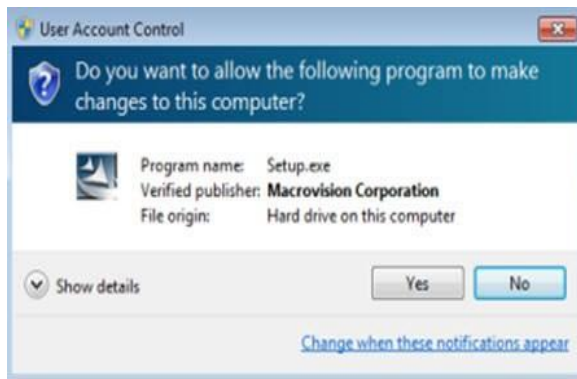 User Account Control
Do you want to allow the following program to make
changes to this computer?
Program name: Setup.exe
Verified publisher: Macrovision Corporation
File origin: Hard drive on this computer
Show details
Yes
No
Change when these notifications appear